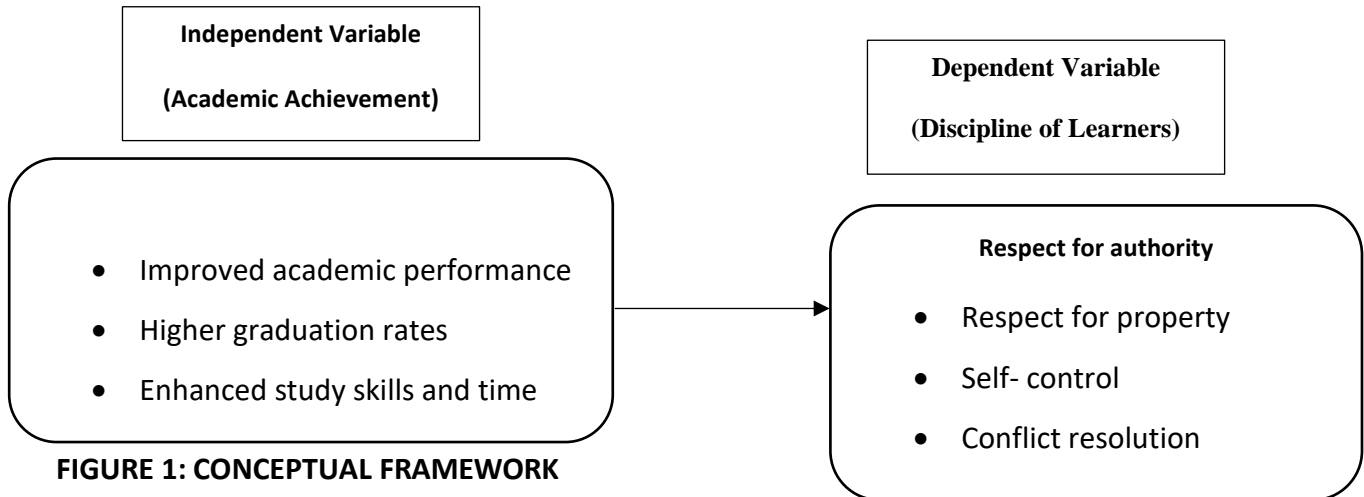 Independent Variable
(Academic Achievement)
Dependent Variable
(Discipline of Learners)
• Improved academic performance
• Higher graduation rates
• Enhanced study skills and time
Respect for authority
• Respect for property
• Self- control
• Conflict resolution
FIGURE 1: CONCEPTUAL FRAMEWORK